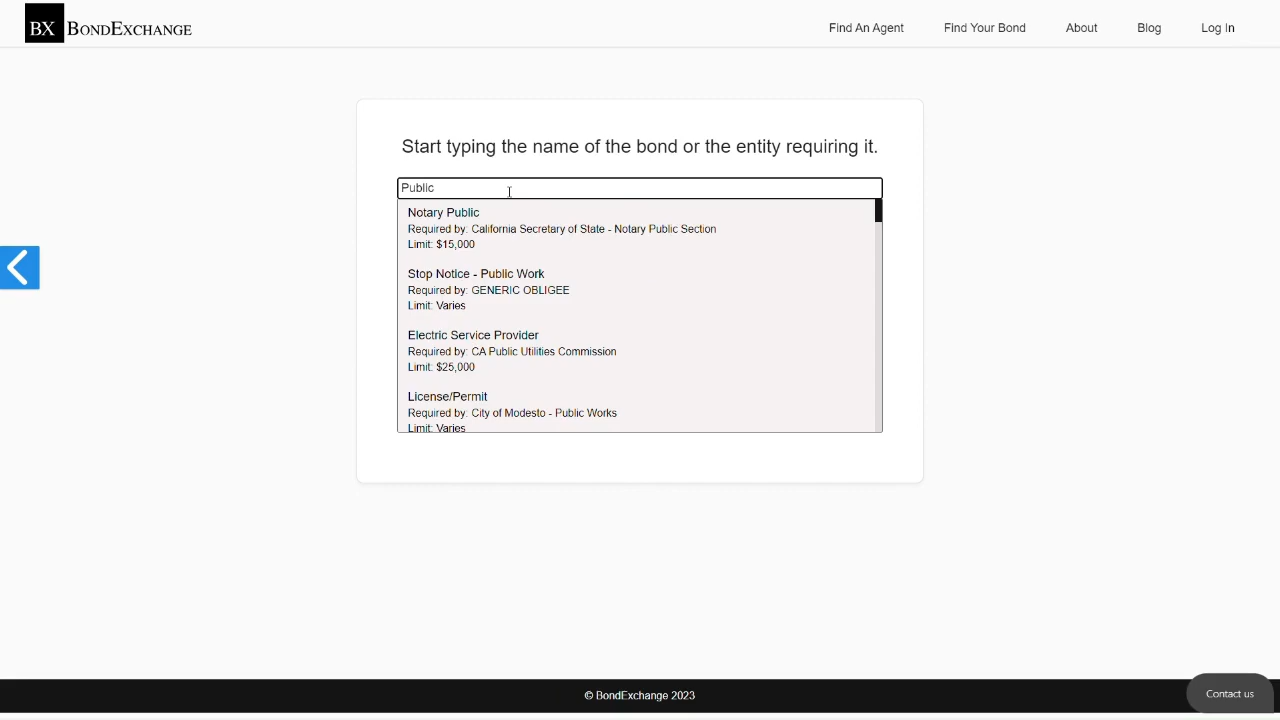 BX BONDEXCHANGE
Find An Agent
Find Your Bond
About
Blog
Log In
Start typing the name of the bond or the entity requiring it.
Public
Notary Public
Required by: California Secretary of State - Notary Public Section
Limit: $15,000
Stop Notice - Public Work
Required by: GENERIC OBLIGEE
Limit: Varies
Electric Service Provider
Required by: CA Public Utilities Commission
Limit: $25,000
License/Permit
Required by: City of Modesto - Public Works
Limit: Varies
© BondExchange 2023
Contact us